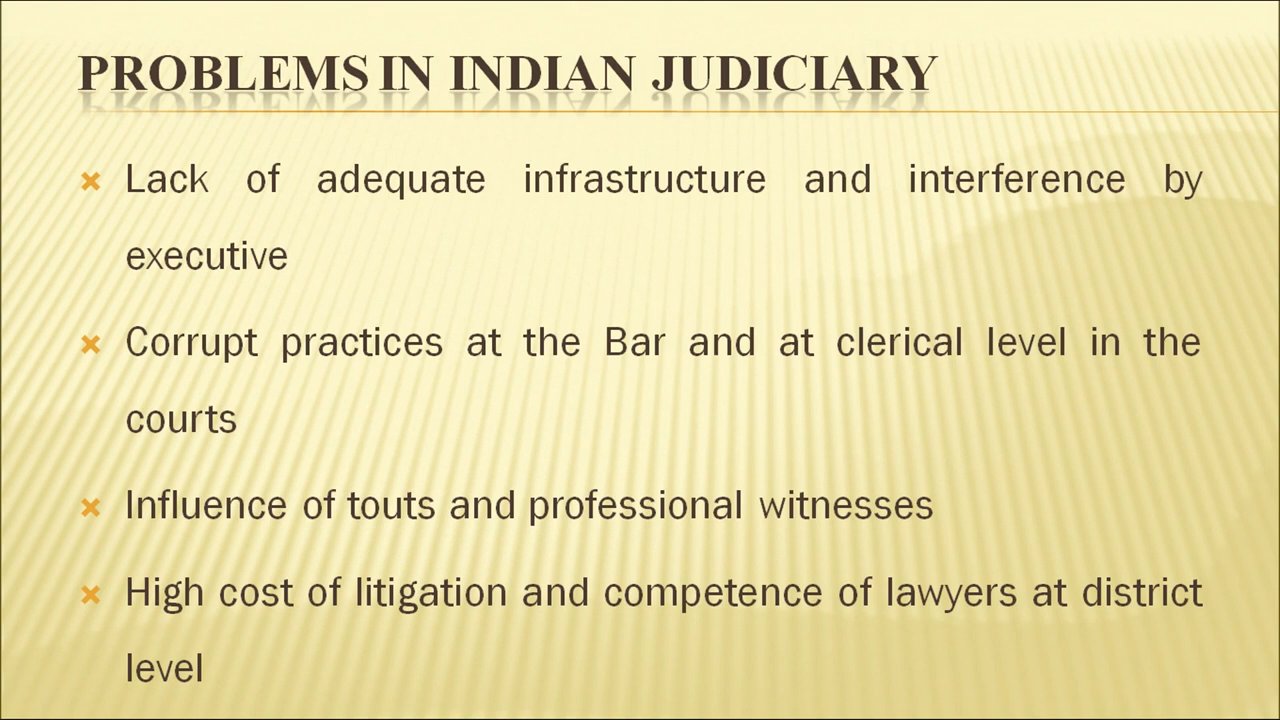 PROBLEMS IN INDIAN JUDICIARY
Lack of adequate infrastructure and interference by
executive
Corrupt practices at the Bar and at clerical level in the
courts
Influence of touts and professional witnesses
High cost of litigation and competence of lawyers at district
level